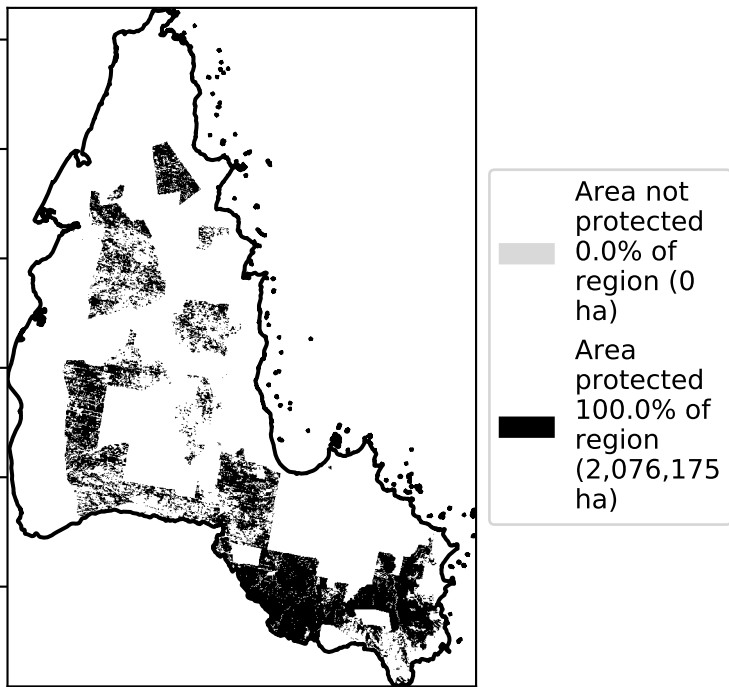 Area not
protected
0.0% of
region (0
ha)
Area
protected
100.0% of
region
(2,076,175
ha)